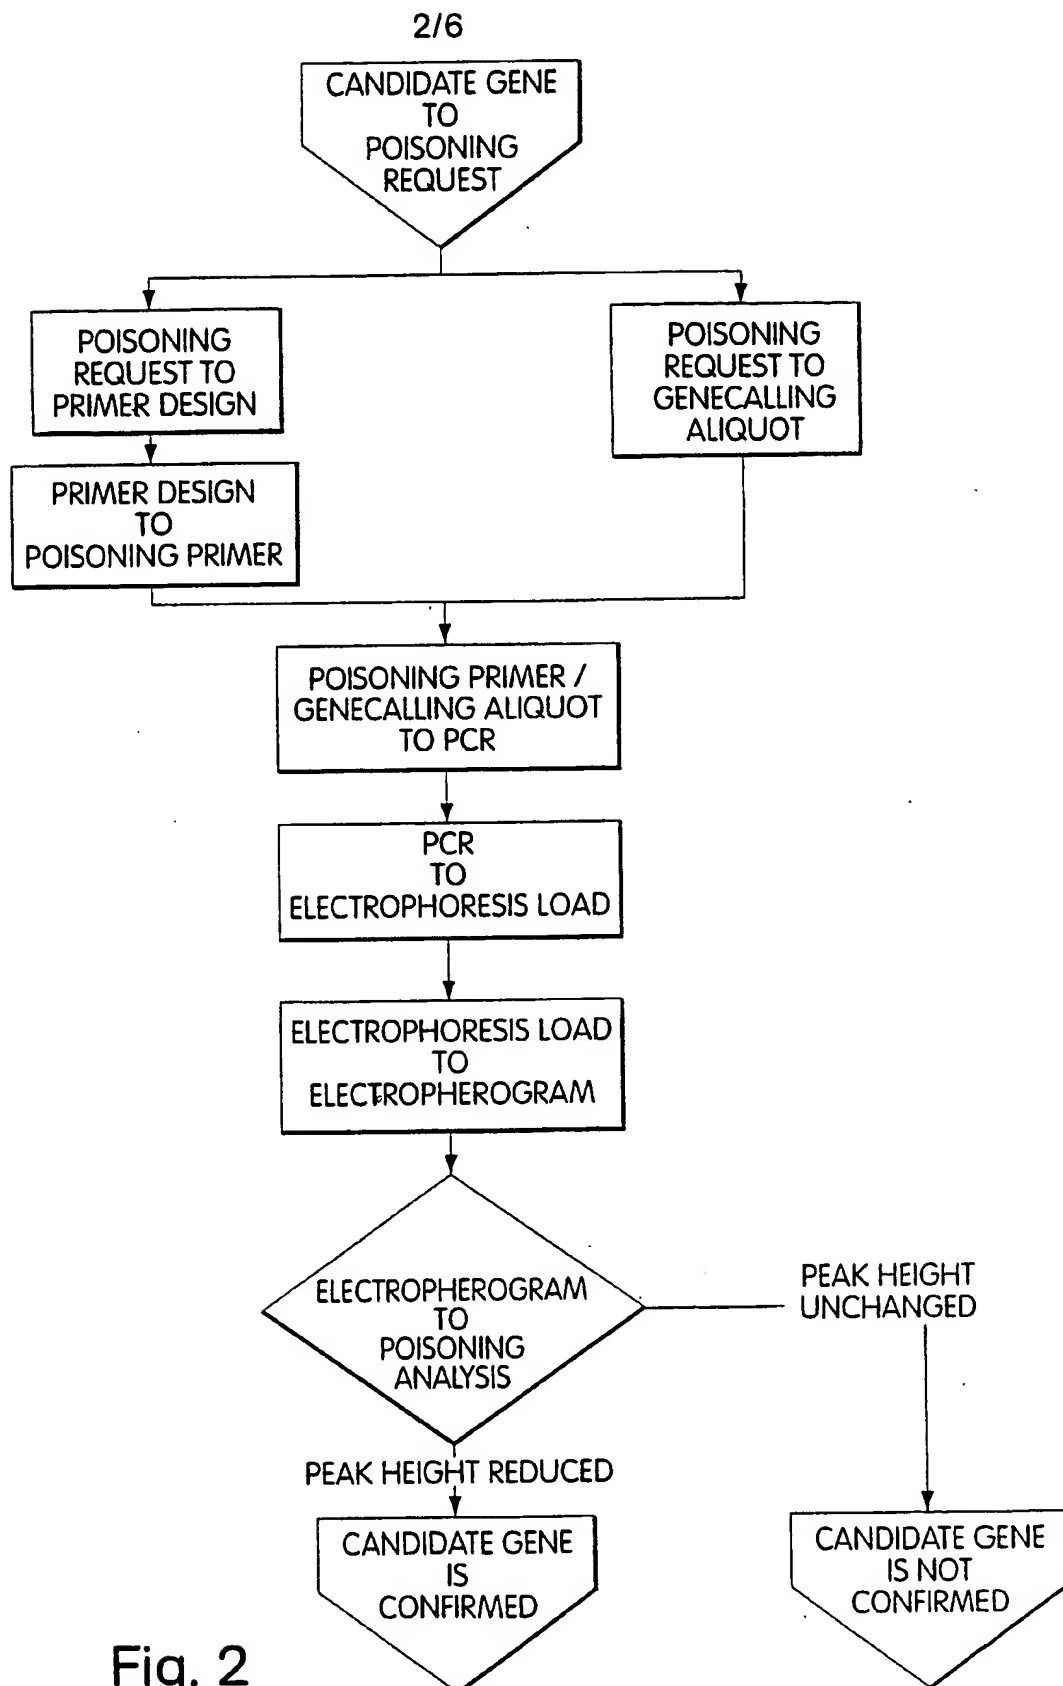 2/6
CANDIDATE GENE
TO
POISONING
REQUEST
POISONING
REQUEST TO
PRIMER DESIGN
POISONING
REQUEST TO
GENECALLING
ALIQUOT
PRIMER DESIGN
TO
POISONING PRIMER
POISONING PRIMER /
GENECALLING ALIQUOT
TO PCR
PCR
TO
ELECTROPHORESIS LOAD
ELECTROPHORESIS LOAD
TO
ELECTROPHEROGRAM
ELECTROPHEROGRAM
TO
POISONING
ANALYSIS
PEAK HEIGHT
UNCHANGED
PEAK HEIGHT REDUCED
CANDIDATE GENE
IS
CONFIRMED
CANDIDATE GENE
IS NOT
CONFIRMED
Fig. 2